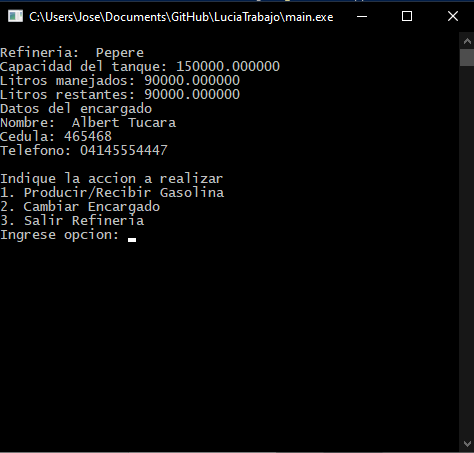 C:\Users\Jose\Documents\GitHub\LuciaTrabajo\main.exe
Refineria:  Pepere
Capacidad del tanque: 150000.000000
Litros manejados: 90000.000000
Litros restantes: 90000.000000
Datos del encargado
Nombre:  Albert Tucara
Cedula: 465468
Telefono: 04145554447
Indique la accion a realizar
1. Producir/Recibir Gasolina
2. Cambiar Encargado
3. Salir Refineria
Ingrese opcion: